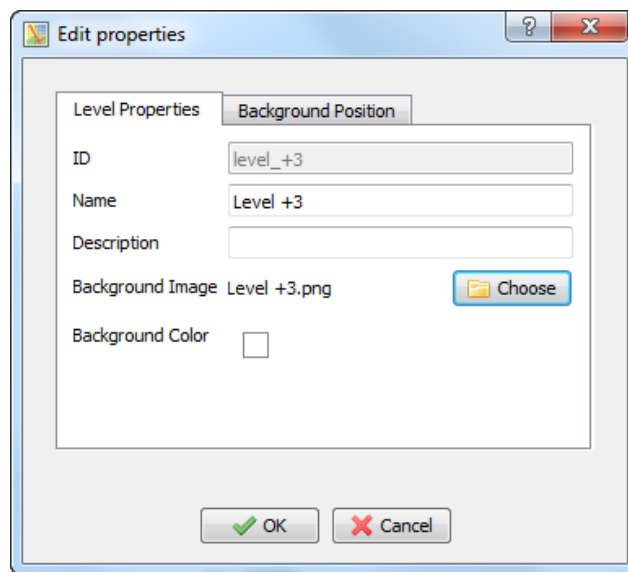 Edit properties
Level Properties
Background Position
ID
level_+3
Name
Level +3
Description
Background Image
Level +3.png
Choose
Background Color
OK
Cancel